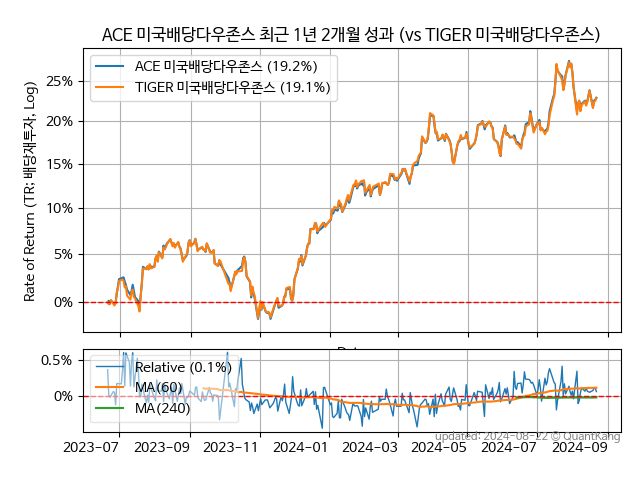 ACE 미국배당다우존스 최근 1년 2개월 성과 (vs TIGER 미국배당다우존스)
Rate of Return (TR: 배당재투자, Log)
25%
20%
15%
10%
5%
0%
ACE 미국배당다우존스 (19.2%)
TIGER 미국배당다우존스 (19.1%)
0.5%
0%
Relative (0.1%)
MA(60)
MA(240)
2023-07 2023-09 2023-11 2024-01 2024-03 2024-05 2024-07 2024-09
updated: 2024-08-22 © QuantKang